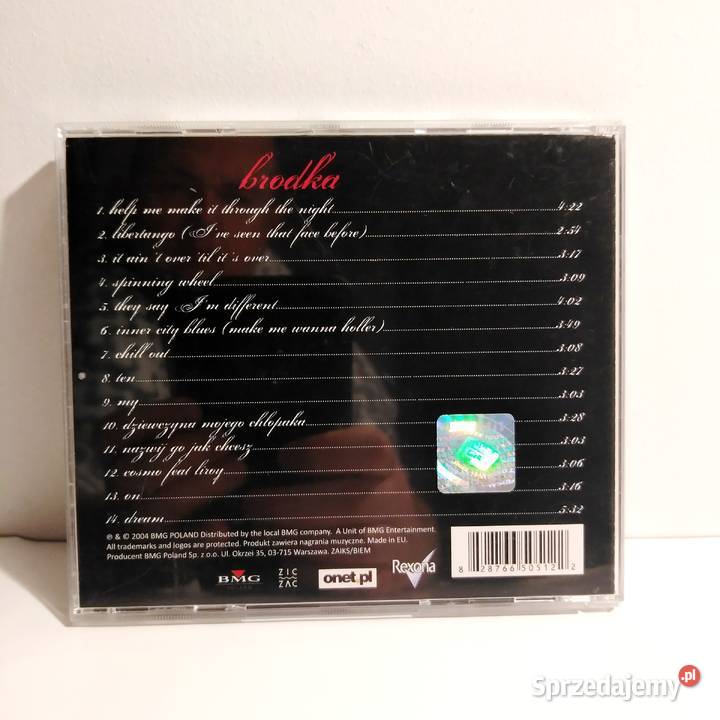 brodka
1. help me make it through the night 4:22
2. libertango (I've seen that face before) 2:54
3. it ain't over 'til it's over 3:17
4. spinning wheel 3:09
5. they say I'm different 4:02
6. inner city blues (make me wanna holler) 3:49
7. chill out 3:08
8. ten 3:27
9. my 3:03
10. dziewczyna mojego chłopaka 3:28
11. nazwij go jak chcesz 3:03
12. cosmo feat liroy 3:06
13. on 3:16
14. dream 5:32
℗ & © 2004 BMG POLAND Distributed by the local BMG company. A Unit of BMG Entertainment.
All trademarks and logos are protected. Produkt zawiera nagrania muzyczne. Made in EU.
Producent BMG Poland Sp. z o.o. Ul. Okrzei 35, 03-715 Warszawa. ZAIKS/BIEM
BMG
ZIC
ZAC
onet.pl
Rexona
8 28766 50512 2
Sprzedajemy.pl